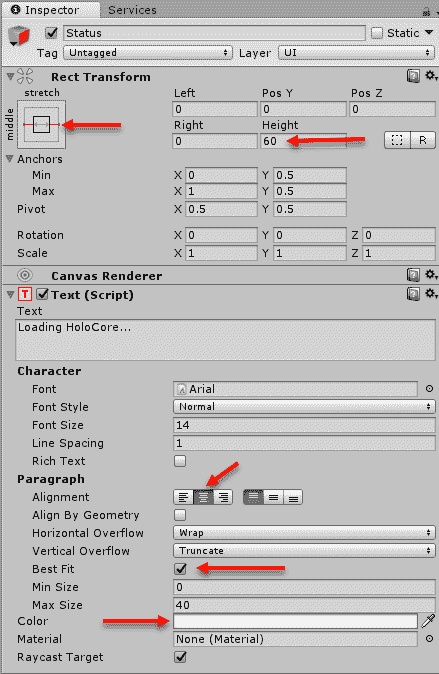 Inspector Services
Status Static
Tag Untagged Layer UI
Rect Transform
stretch Left Pos Y Pos Z
middle 0 0 0
Right Height
0 60 R
Anchors
Min X 0 Y 0.5
Max X 1 Y 0.5
Pivot X 0.5 Y 0.5
Rotation X 0 Y 0 Z 0
Scale X 1 Y 1 Z 1
Canvas Renderer
T Text (Script)
Text
Loading HoloCore...
Character
Font Arial
Font Style Normal
Font Size 14
Line Spacing 1
Rich Text
Paragraph
Alignment
Align By Geometry
Horizontal Overflow Wrap
Vertical Overflow Truncate
Best Fit
Min Size 0
Max Size 40
Color
Material None (Material)
Raycast Target